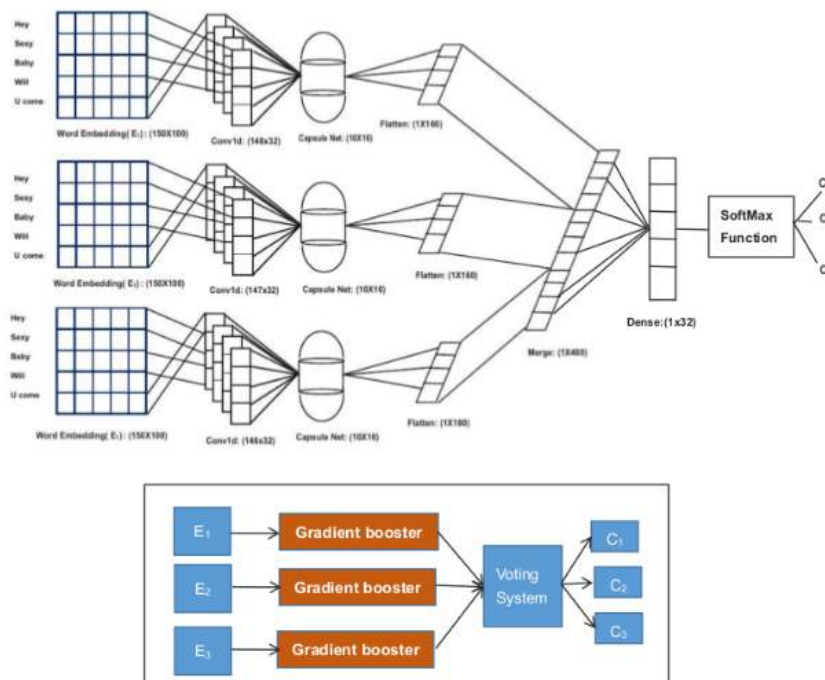 Hey
Sexy
Baby
Will
U come
Word Embedding( E₁) : (150X100)
Conv1d: (148x32)
Capsule Net: (10X16)
Flatten: (1X160)
Hey
Sexy
Baby
Will
U come
Word Embedding( E₁) : (150X100)
Conv1d: (147x32)
Capsule Net: (10X16)
Flatten: (1X160)
Hey
Sexy
Baby
Will
U come
Word Embedding( E₁) : (150X100)
Conv1d: (146x32)
Capsule Net: (10X16)
Flatten: (1X160)
Merge: (1X480)
Dense:(1x32)
SoftMax
Function
C
C
C
E₁
Gradient booster
E₂
Gradient booster
E₃
Gradient booster
Voting
System
C₁
C₂
C₃